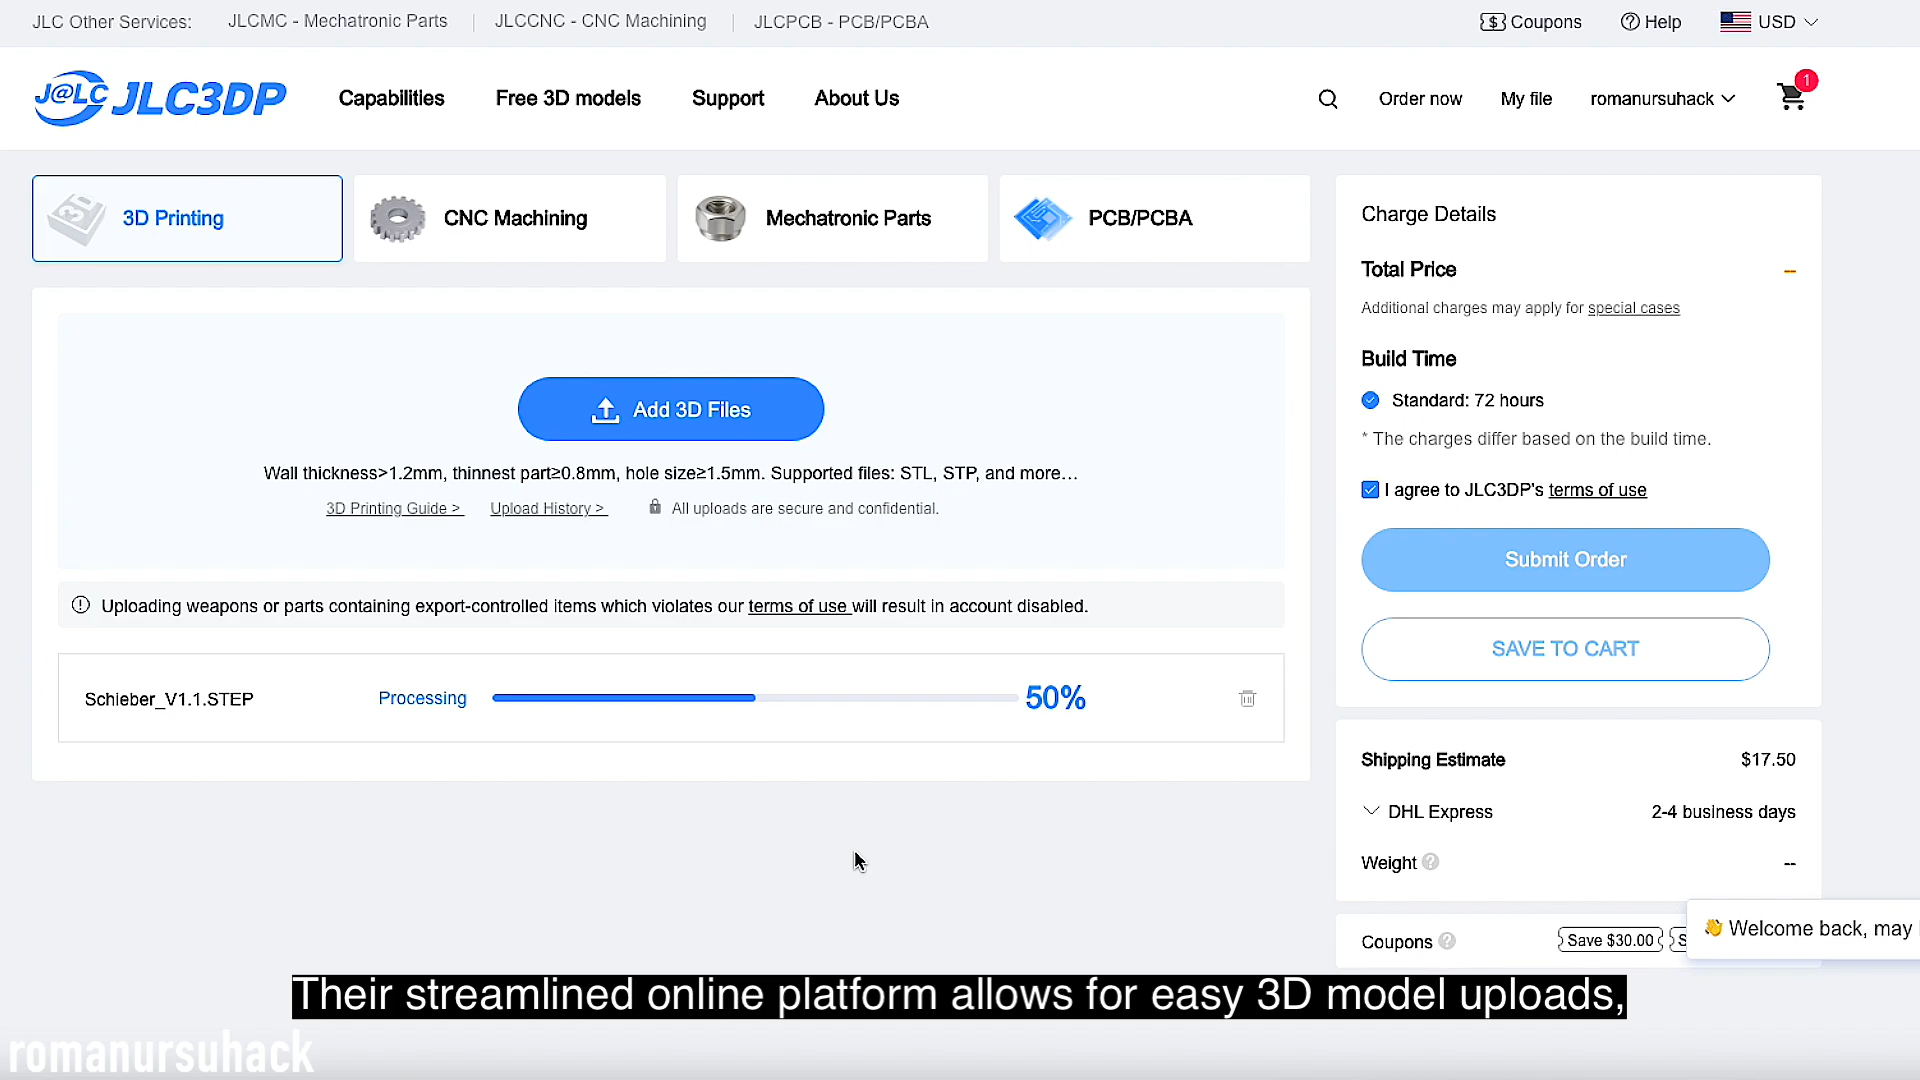 JLC Other Services: JLCMC - Mechatronic Parts JLCCNC - CNC Machining JLCPCB - PCB/PCBA Coupons Help USD
J@LC JLC3DP Capabilities Free 3D models Support About Us Order now My file romanursuhack 1
3D Printing CNC Machining Mechatronic Parts PCB/PCBA
Add 3D Files
Wall thickness>1.2mm, thinnest part≥0.8mm, hole size≥1.5mm. Supported files: STL, STP, and more…
3D Printing Guide > Upload History > All uploads are secure and confidential.
Uploading weapons or parts containing export-controlled items which violates our terms of use will result in account disabled.
Schieber_V1.1.STEP Processing 50%
Charge Details
Total Price --
Additional charges may apply for special cases
Build Time
Standard: 72 hours
* The charges differ based on the build time.
I agree to JLC3DP's terms of use
Submit Order
SAVE TO CART
Shipping Estimate $17.50
DHL Express 2-4 business days
Weight --
Coupons Save $30.00 S
👋 Welcome back, may
Their streamlined online platform allows for easy 3D model uploads,
romanursuhack